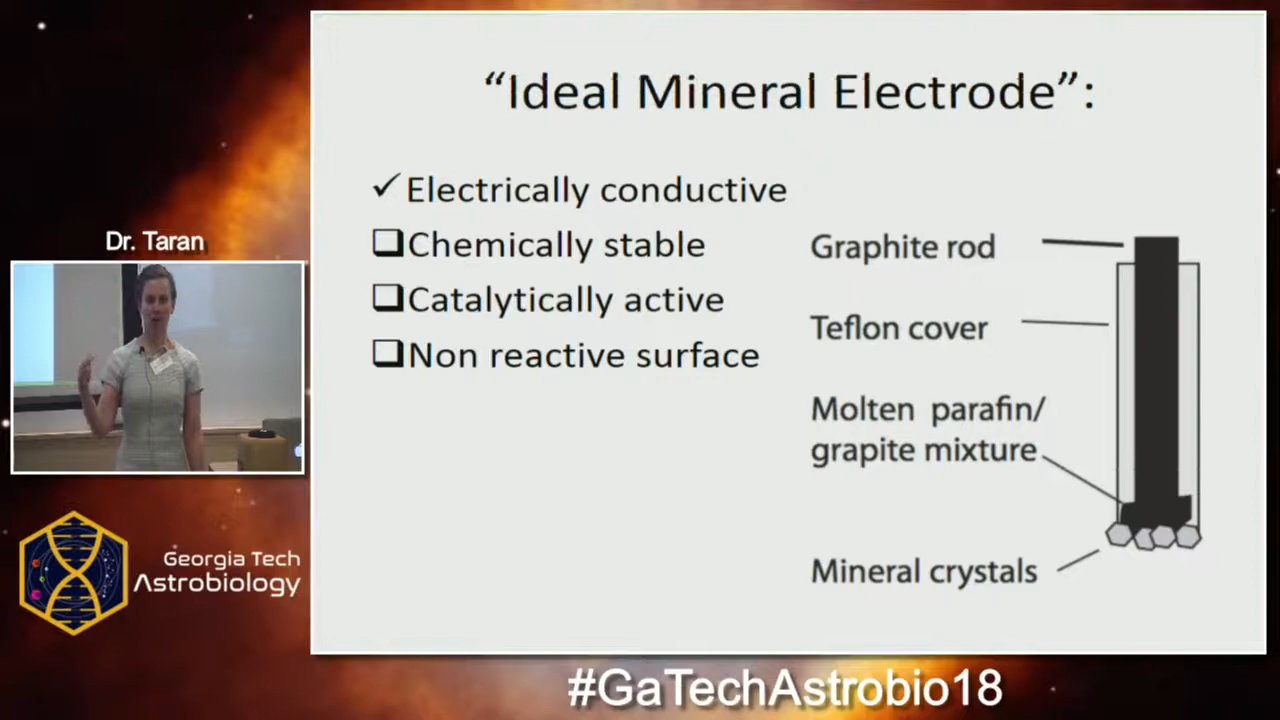 “Ideal Mineral Electrode”:
Electrically conductive
Chemically stable
Catalytically active
Non reactive surface
Graphite rod
Teflon cover
Molten parafin/
grapite mixture
Mineral crystals
Dr. Taran
Georgia Tech
Astrobiology
#GaTechAstrobio18